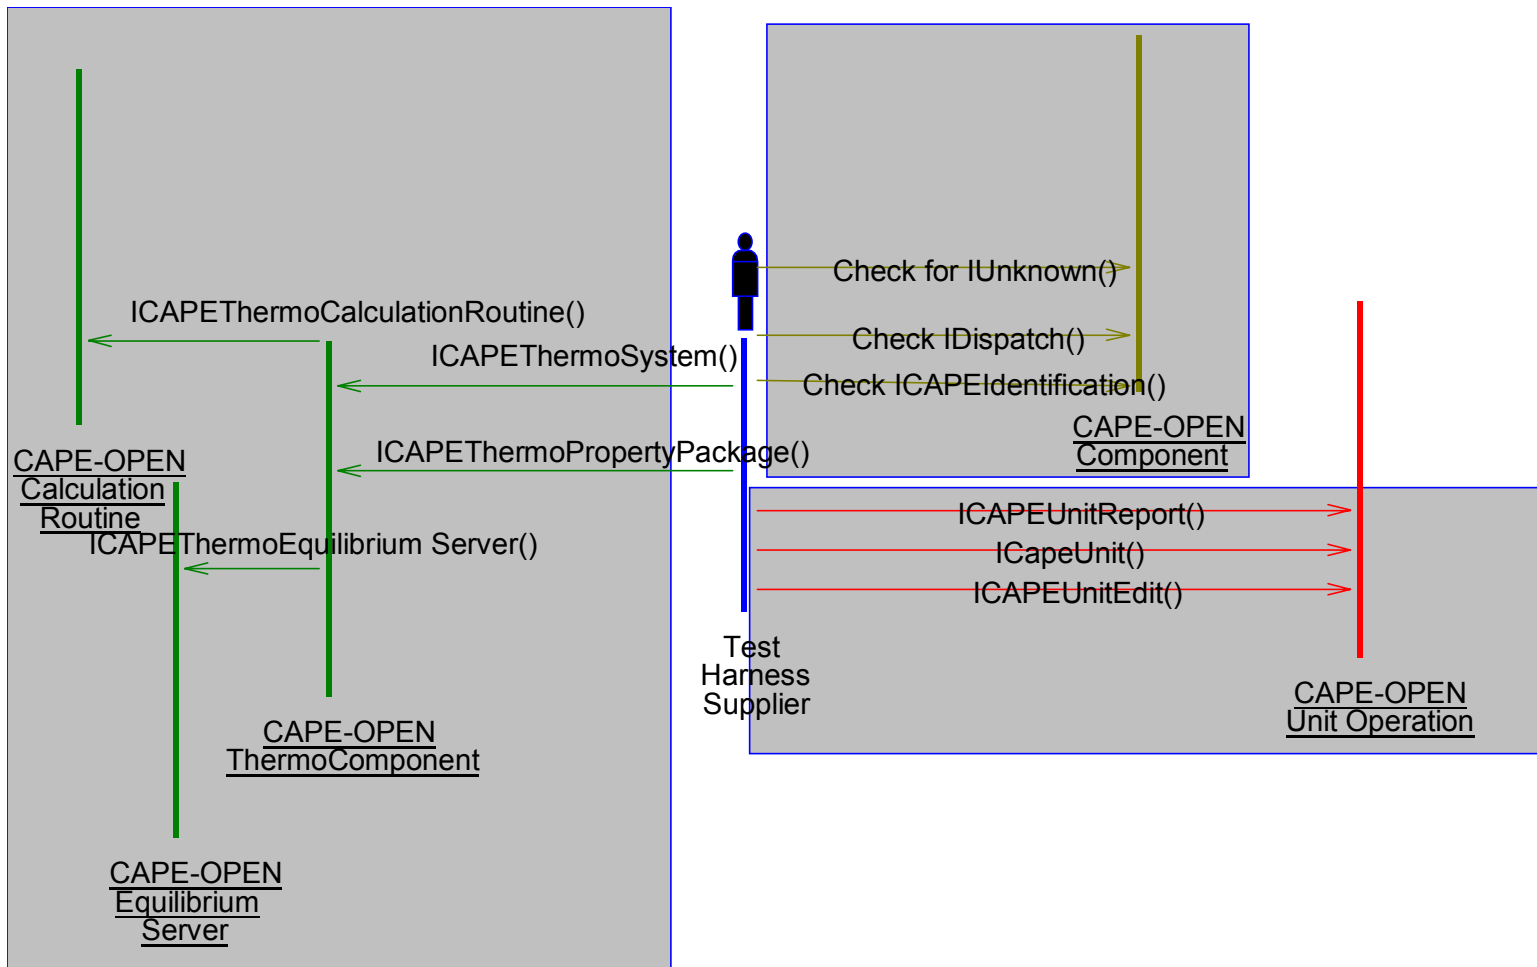 Check for IUnknown()
ICAPEThermoCalculationRoutine()
Check IDispatch()
ICAPEThermoSystem()
Check ICAPEIdentification()
CAPE-OPEN
Component
ICAPEThermoPropertyPackage()
CAPE-OPEN
Calculation
Routine
ICAPEUnitReport()
ICAPEThermoEquilibrium Server()
ICapeUnit()
ICAPEUnitEdit()
Test
Harness
Supplier
CAPE-OPEN
Unit Operation
CAPE-OPEN
ThermoComponent
CAPE-OPEN
Equilibrium
Server